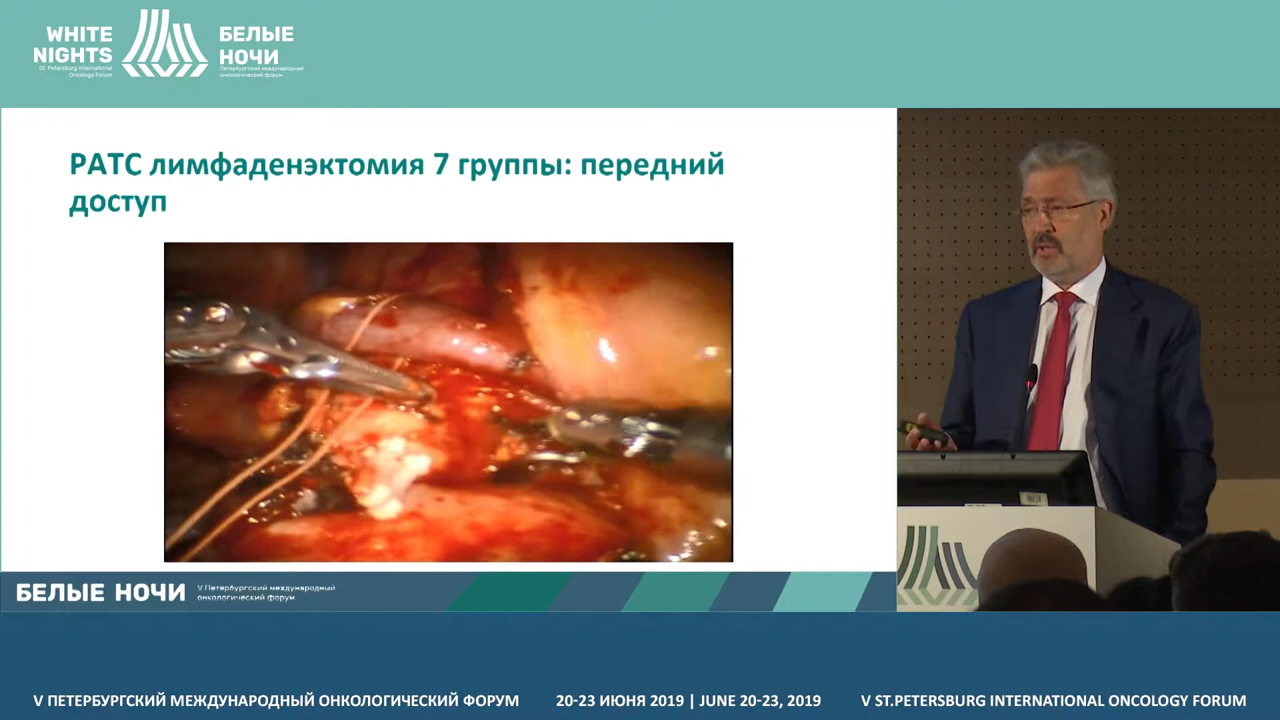 WHITE
NIGHTS
St. Petersburg International
Oncology Forum
БЕЛЫЕ
НОЧИ
Петербургский международный
онкологический форум
РАТС лимфаденэктомия 7 группы: передний
доступ
БЕЛЫЕ НОЧИ
V Петербургский международный
онкологический форум
V ПЕТЕРБУРГСКИЙ МЕЖДУНАРОДНЫЙ ОНКОЛОГИЧЕСКИЙ ФОРУМ
20-23 ИЮНЯ 2019 | JUNE 20-23, 2019
V ST.PETERSBURG INTERNATIONAL ONCOLOGY FORUM